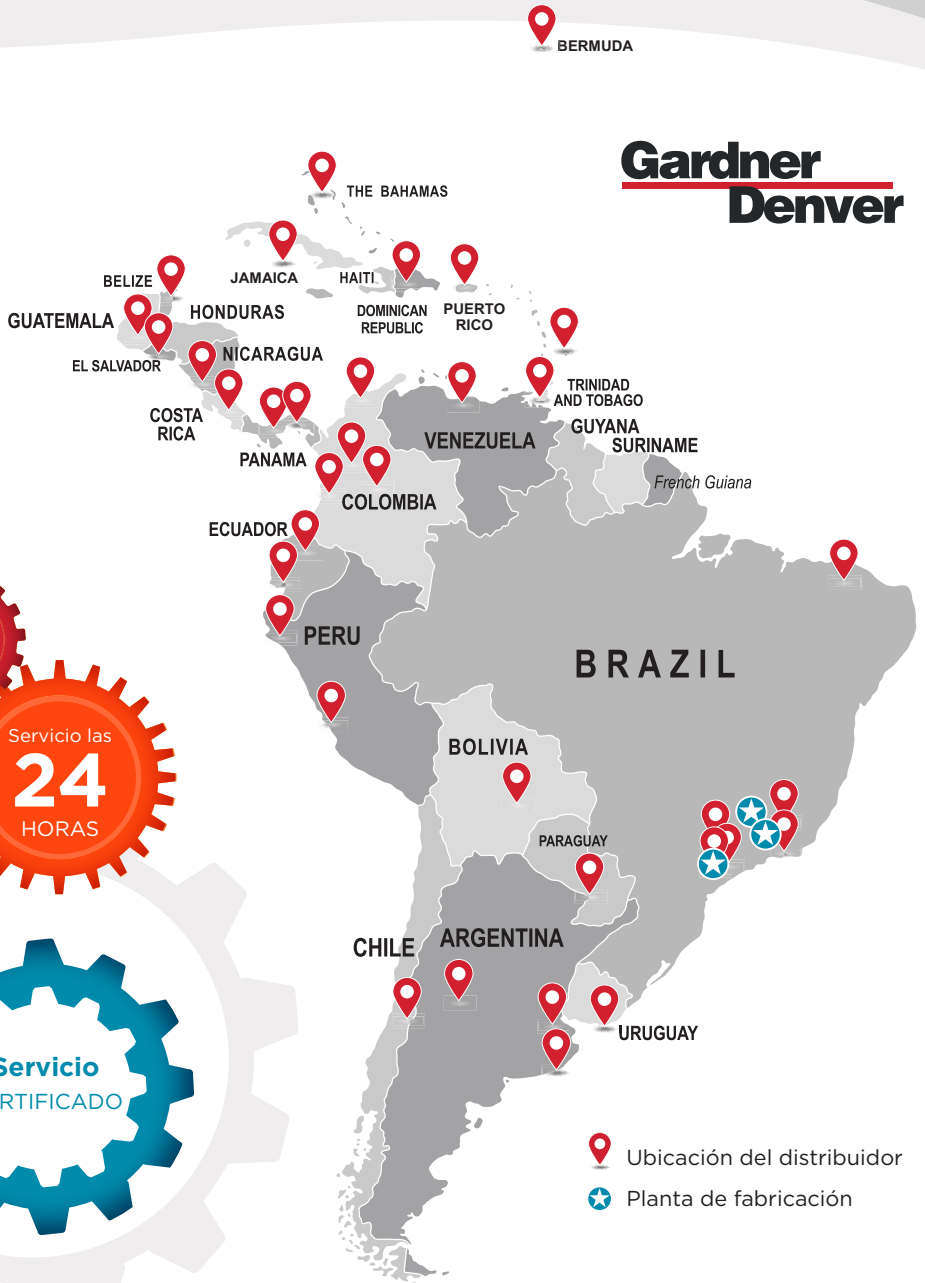 BERMUDA
Gardner
Denver
THE BAHAMAS
JAMAICA
HAITI
DOMINICAN
REPUBLIC
PUERTO
RICO
BELIZE
HONDURAS
GUATEMALA
EL SALVADOR
NICARAGUA
COSTA
RICA
PANAMA
TRINIDAD
AND TOBAGO
VENEZUELA
GUYANA
SURINAME
French Guiana
COLOMBIA
ECUADOR
PERU
BRAZIL
Servicio las
24
HORAS
BOLIVIA
PARAGUAY
CHILE
ARGENTINA
URUGUAY
Servicio
RTIFICADO
Ubicación del distribuidor
Planta de fabricación